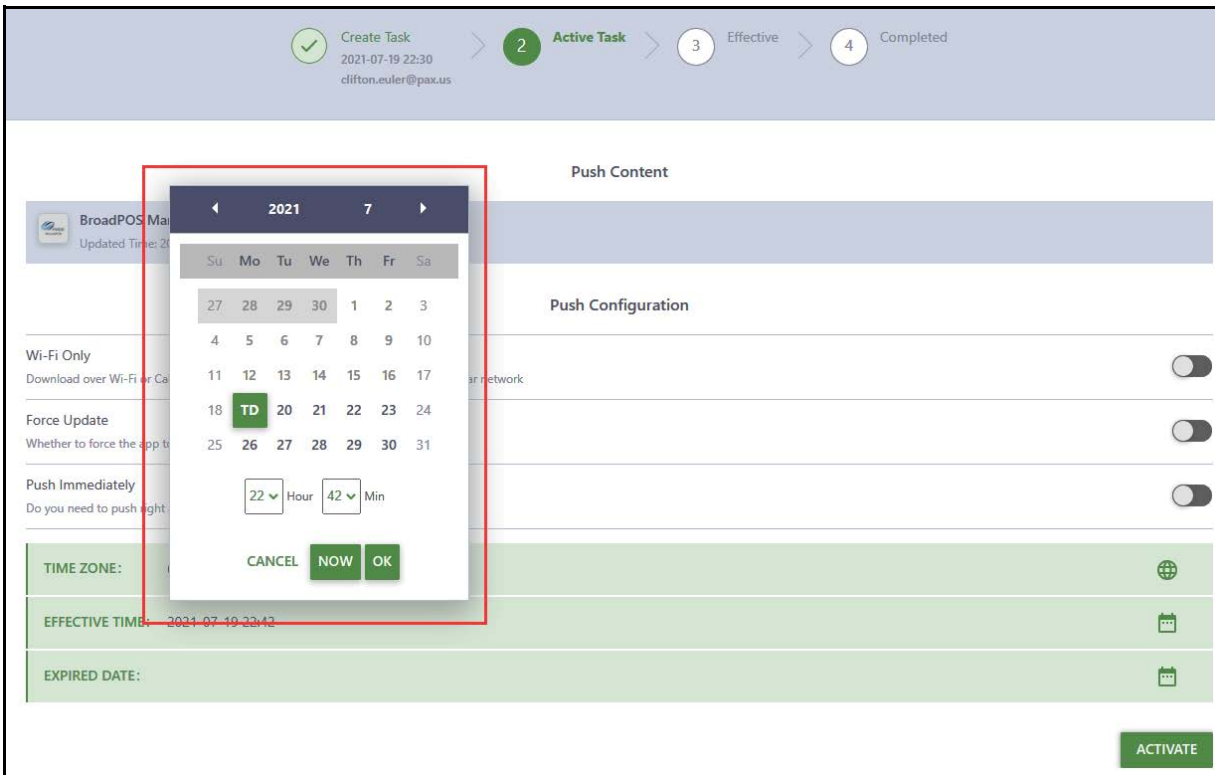 Create Task
2021-07-19 22:30
clifton.euler@pax.us
2
Active Task
3
Effective
4
Completed
Push Content
BroadPOS
Updated Time:
2021 7
Su Mo Tu We Th Fr Sa
27 28 29 30 1 2 3
4 5 6 7 8 9 10
11 12 13 14 15 16 17
18 TD 20 21 22 23 24
25 26 27 28 29 30 31
22 Hour 42 Min
CANCEL NOW OK
Push Configuration
Wi-Fi Only
Download over Wi-Fi or network
Force Update
Whether to force the app
Push Immediately
Do you need to push right
TIME ZONE:
EFFECTIVE TIME: 2021-07-19 22:42
EXPIRED DATE:
ACTIVATE